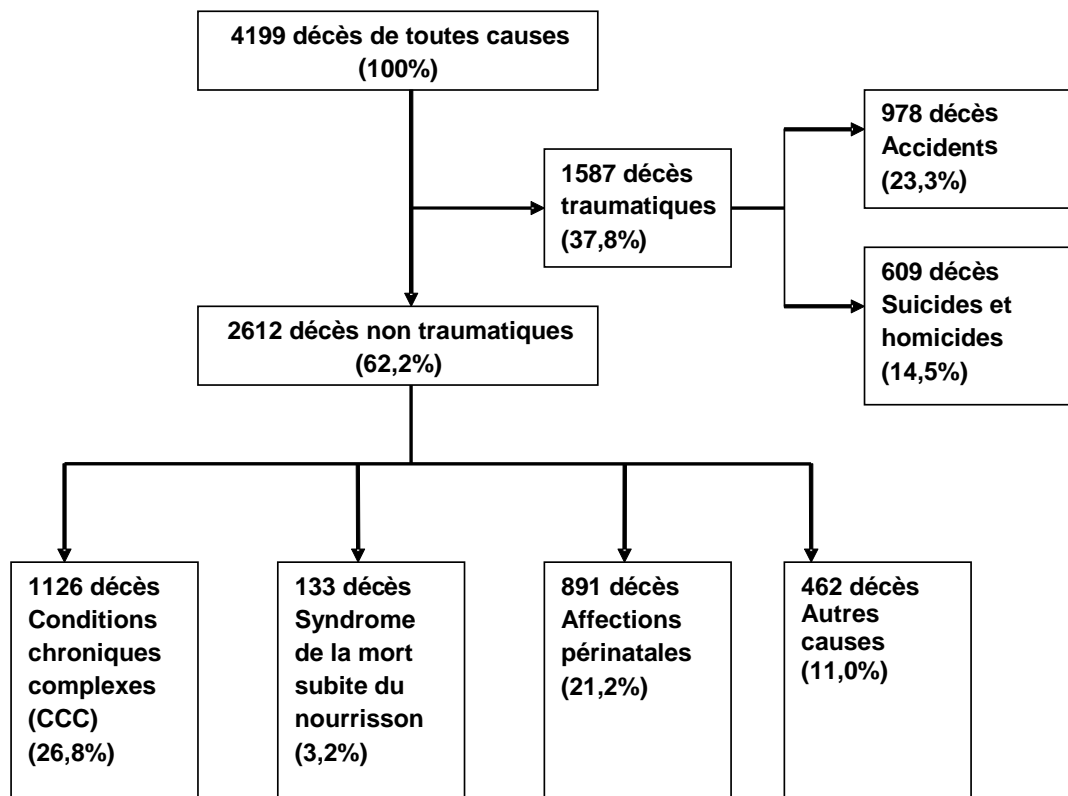 4199 décès de toutes causes
(100%)
978 décès
Accidents
(23,3%)
1587 décès
traumatiques
(37,8%)
609 décès
Suicides et
homicides
(14,5%)
2612 décès non traumatiques
(62,2%)
1126 décès
Conditions
chroniques
complexes
(CCC)
(26,8%)
133 décès
Syndrome
de la mort
subite du
nourrisson
(3,2%)
891 décès
Affections
périnatales
(21,2%)
462 décès
Autres
causes
(11,0%)